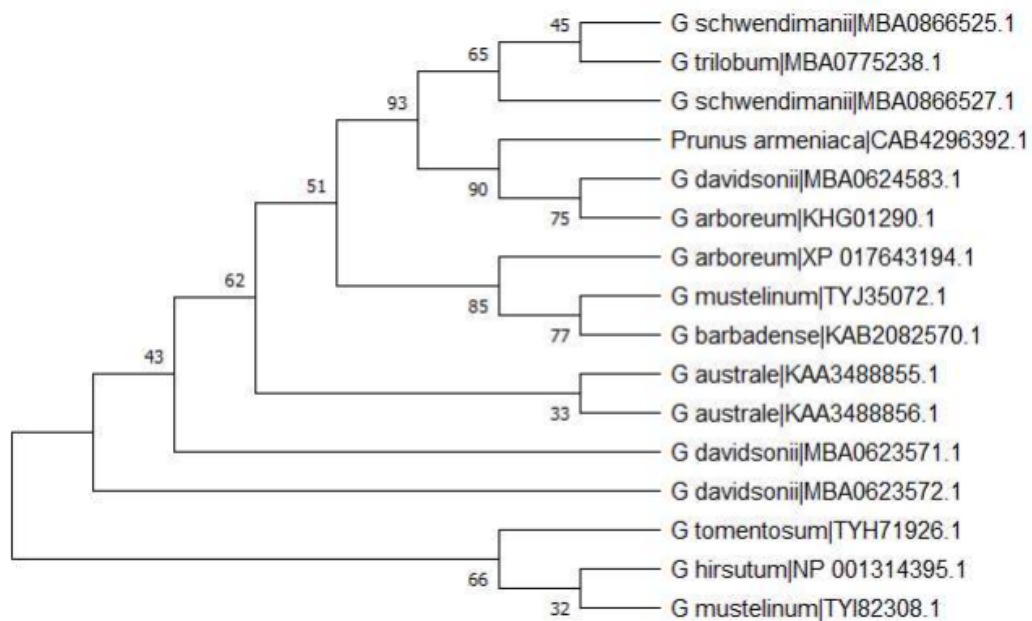 45
G schwendimanii|MBA0866525.1
G trilobum|MBA0775238.1
65
G schwendimanii|MBA0866527.1
93
Prunus armeniaca|CAB4296392.1
90
G davidsonii|MBA0624583.1
75
G arboreum|KHG01290.1
51
G arboreum|XP 017643194.1
85
G mustelinum|TYJ35072.1
77
G barbadense|KAB2082570.1
62
G australe|KAA3488855.1
33
G australe|KAA3488856.1
43
G davidsonii|MBA0623571.1
G davidsonii|MBA0623572.1
G tomentosum|TYH71926.1
66
G hirsutum|NP 001314395.1
32
G mustelinum|TYI82308.1